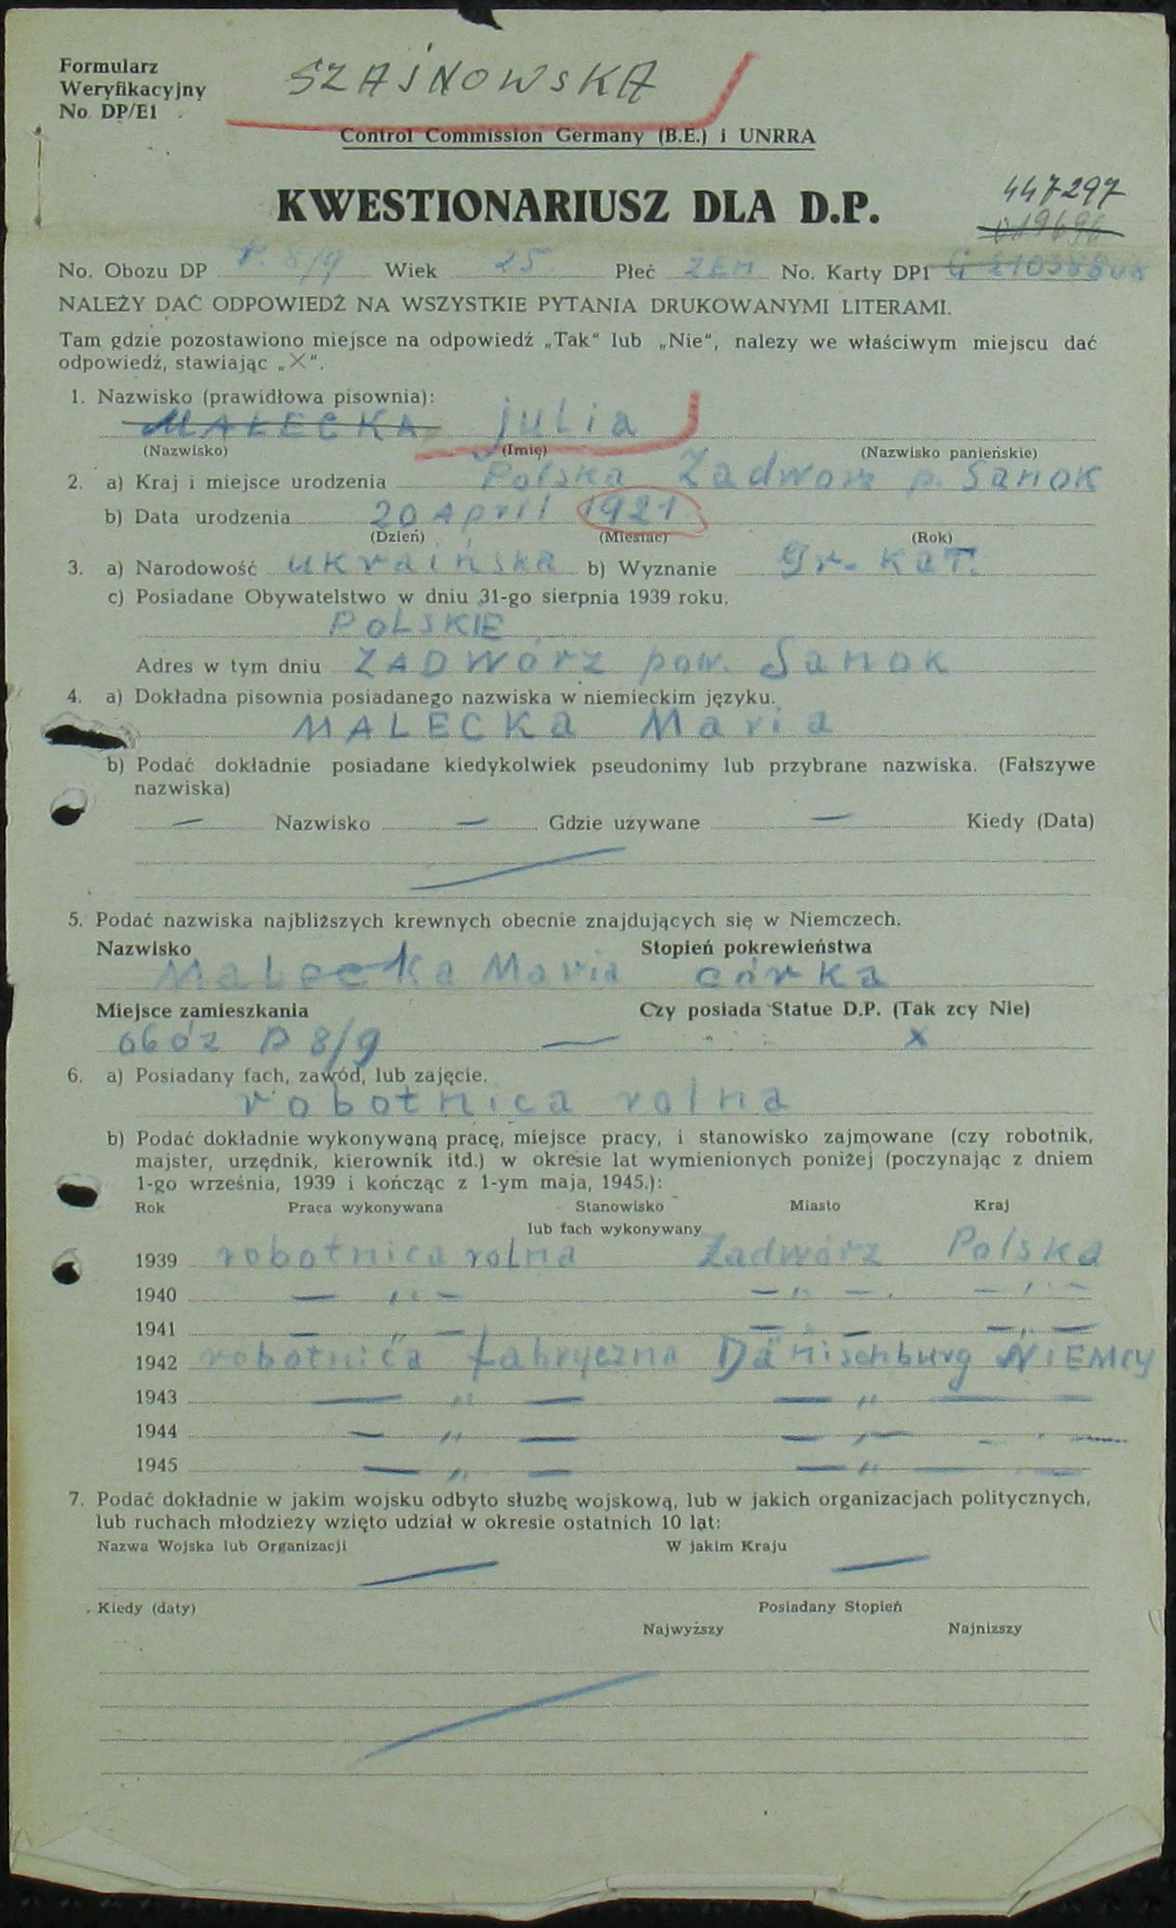 Formularz
Weryfikacyjny
No DP/E1
SZAJNOWSKA
Control Commission Germany (B.E.) i UNRRA
KWESTIONARIUSZ DLA D.P.
447297
019696
No. Obozu DP P. 8/9 Wiek 25 Płeć ŻEŃ No. Karty DP1 G 210388UK
NALEŻY DAĆ ODPOWIEDŹ NA WSZYSTKIE PYTANIA DRUKOWANYMI LITERAMI.
Tam gdzie pozostawiono miejsce na odpowiedź „Tak" lub „Nie", nalezy we właściwym miejscu dać
odpowiedź, stawiając „X".
1. Nazwisko (prawidłowa pisownia):
MAŁECKA julia
(Nazwisko) (Imię) (Nazwisko panieńskie)
2. a) Kraj i miejsce urodzenia Polska Zadworz p. Sanok
b) Data urodzenia 20 April 1921
(Dzień) (Miesiac) (Rok)
3. a) Narodowość ukraińska b) Wyznanie gr. kat.
c) Posiadane Obywatelstwo w dniu 31-go sierpnia 1939 roku.
POLSKIE
Adres w tym dniu ZADWórz pow. Sanok
4. a) Dokładna pisownia posiadanego nazwiska w niemieckim języku.
MALECKa Maria
b) Podać dokładnie posiadane kiedykolwiek pseudonimy lub przybrane nazwiska. (Fałszywe
nazwiska)
— Nazwisko — Gdzie używane — Kiedy (Data)
5. Podać nazwiska najbliższych krewnych obecnie znajdujących się w Niemczech.
Nazwisko Stopień pokrewieństwa
Malecka Maria córka
Miejsce zamieszkania Czy posiada Statue D.P. (Tak zcy Nie)
obóz P 8/9 — x
6. a) Posiadany fach, zawód, lub zajęcie.
robotnica rolna
b) Podać dokładnie wykonywaną pracę, miejsce pracy, i stanowisko zajmowane (czy robotnik,
majster, urzędnik, kierownik itd.) w okresie lat wymienionych poniżej (poczynając z dniem
1-go września, 1939 i kończąc z 1-ym maja, 1945.):
Rok Praca wykonywana Stanowisko Miasto Kraj
lub fach wykonywany
1939 robotnica rolna Zadwórz Polska
1940 — " — — " — — " —
1941 — " — — " — — " —
1942 robotnica fabryczna Dänischburg NiEMcy
1943 — " — — " — — —
1944 — " — — " — — " —
1945 — " — — " — — " —
7. Podać dokładnie w jakim wojsku odbyto służbę wojskową, lub w jakich organizacjach politycznych,
lub ruchach młodziezy wzięto udział w okresie ostatnich 10 lat:
Nazwa Wojska lub Organizacji W jakim Kraju
Kiedy (daty) Posiadany Stopień
Najwyższy Najnizszy